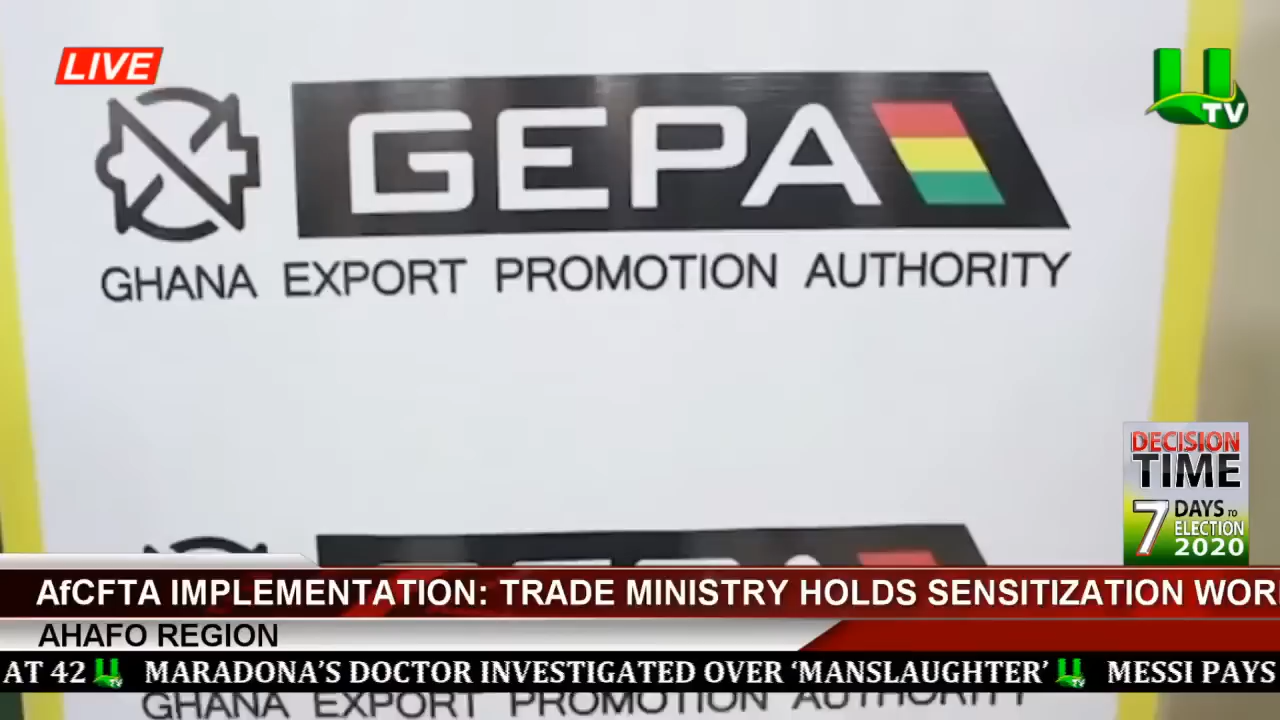 LIVE
U
TV
GEPA
GHANA EXPORT PROMOTION AUTHORITY
DECISION
TIME
7 DAYS TO
ELECTION
2020
AfCFTA IMPLEMENTATION: TRADE MINISTRY HOLDS SENSITIZATION
AHAFO REGION
AT 42 MARADONA'S DOCTOR INVESTIGATED OVER ‘MANSLAUGHTER’ MESSI PAYS
GHANA EXPORT PROMOTION AUTHORITY